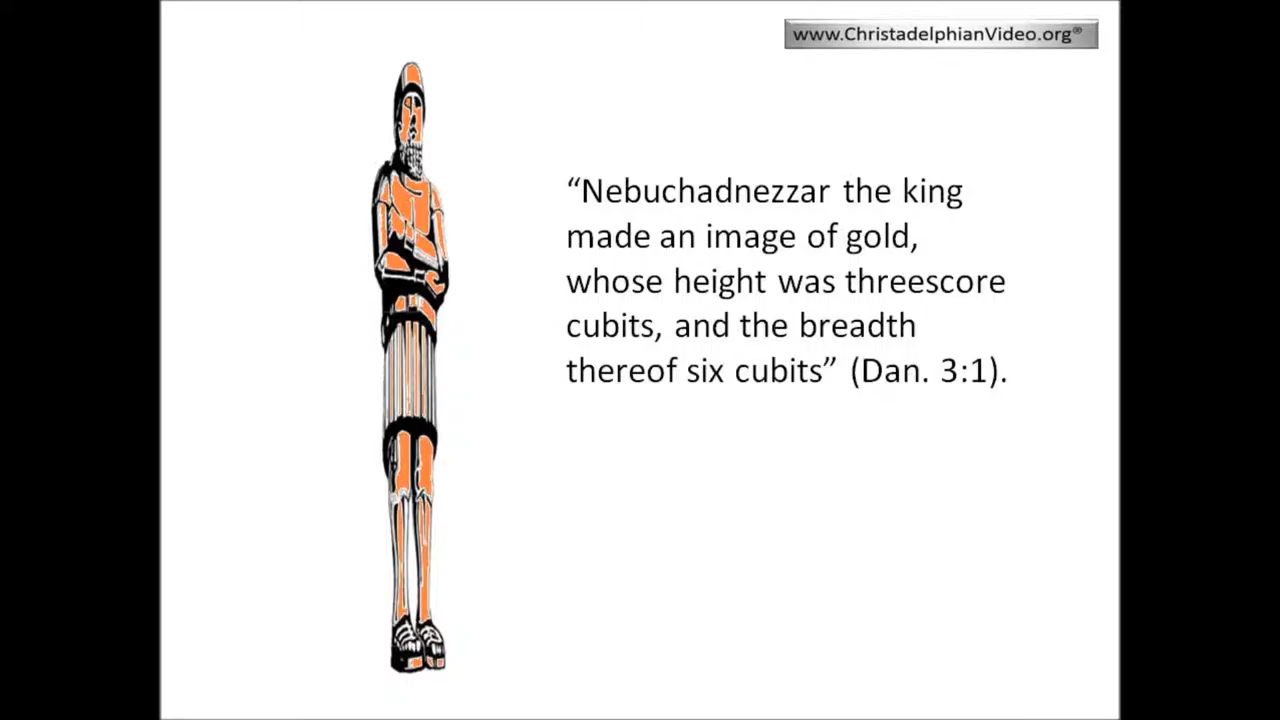 www.ChristadelphianVideo.org®
“Nebuchadnezzar the king
made an image of gold,
whose height was threescore
cubits, and the breadth
thereof six cubits” (Dan. 3:1).